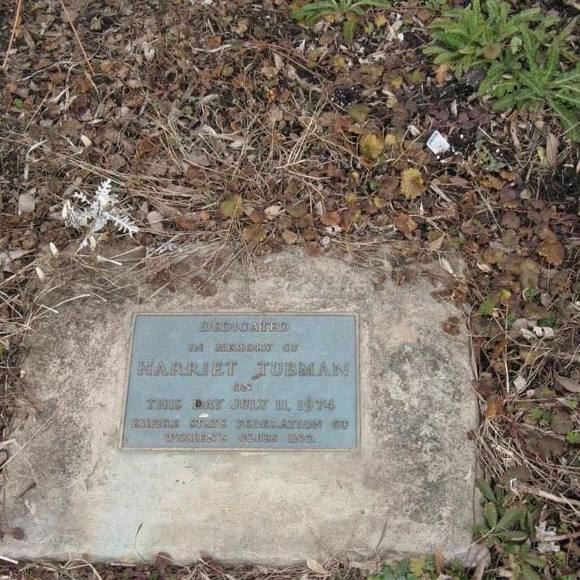 DEDICATED
IN MEMORY OF
HARRIET TUBMAN
ON
THIS DAY JULY 11, 1974
EMPIRE STATE FEDERATION OF
WOMEN'S CLUBS INC.